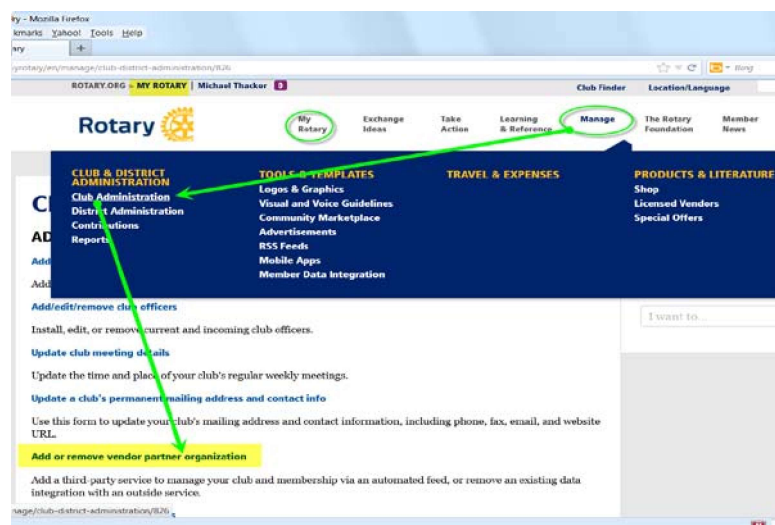 ry - Mozilla Firefox
kmarks Yahoo! Tools Help
ary +
yrotary/en/manage/club-district-administration/826
Bing
ROTARY.ORG » MY ROTARY | Michael Thacker
Club Finder Location/Language
Rotary
My Rotary
Exchange Ideas
Take Action
Learning & Reference
Manage
The Rotary Foundation
Member News
CLUB & DISTRICT
ADMINISTRATION
Club Administration
District Administration
Contributions
Reports
TOOLS & TEMPLATES
Logos & Graphics
Visual and Voice Guidelines
Community Marketplace
Advertisements
RSS Feeds
Mobile Apps
Member Data Integration
TRAVEL & EXPENSES
PRODUCTS & LITERATURE
Shop
Licensed Vendors
Special Offers
Cl
AD
Add
Add
Add/edit/remove club officers
Install, edit, or remove current and incoming club officers.
Update club meeting details
Update the time and place of your club's regular weekly meetings.
Update a club's permanent mailing address and contact info
Use this form to update your club's mailing address and contact information, including phone, fax, email, and website
URL.
Add or remove vendor partner organization
Add a third-party service to manage your club and membership via an automated feed, or remove an existing data
integration with an outside service.
I want to...
nage/club-district-administration/826